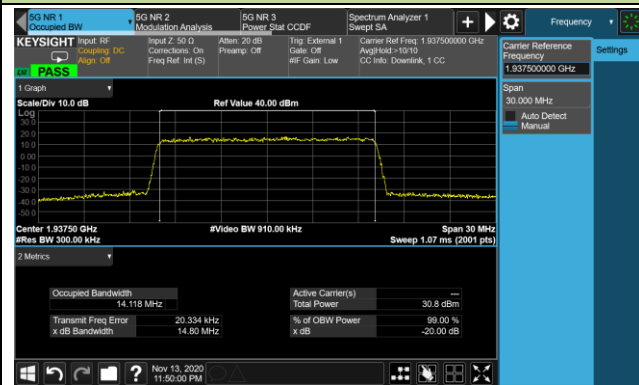 5G NR 1
Occupied BW
5G NR 2
Modulation Analysis
5G NR 3
Power Stat CCDF
Spectrum Analyzer 1
Swept SA
Frequency
KEYSIGHT
Input: RF
Coupling: DC
Align: Off
Input Z: 50 Ω
Corrections: On
Freq Ref: Int (S)
Atten: 20 dB
Preamp: Off
Trig: External 1
Gate: Off
#IF Gain: Low
Carrier Ref Freq: 1.937500000 GHz
Avg|Hold:>10/10
CC Info: Downlink, 1 CC
LXI
PASS
Carrier Reference
Frequency
1.937500000 GHz
Settings
Span
30.000 MHz
Auto Detect
Manual
1 Graph
Scale/Div 10.0 dB
Ref Value 40.00 dBm
Log
30.0
20.0
10.0
0.00
-10.0
-20.0
-30.0
-40.0
-50.0
Center 1.93750 GHz
#Video BW 910.00 kHz
Span 30 MHz
#Res BW 300.00 kHz
Sweep 1.07 ms (2001 pts)
2 Metrics
Occupied Bandwidth
14.118 MHz
Active Carrier(s)
---
Total Power
30.8 dBm
Transmit Freq Error
20.334 kHz
% of OBW Power
99.00 %
x dB Bandwidth
14.80 MHz
x dB
-20.00 dB
?
Nov 13, 2020
11:50:00 PM